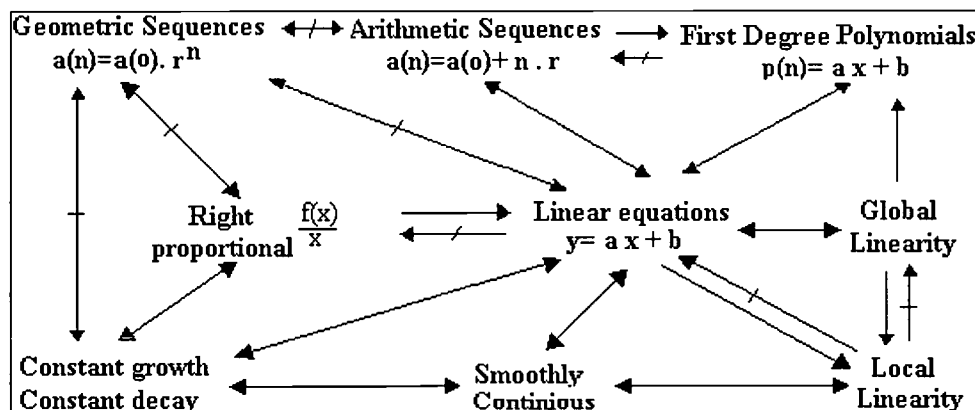 Geometric Sequences
a(n)=a(o). rⁿ
Arithmetic Sequences
a(n)=a(o)+ n . r
First Degree Polynomials
p(n)= a x + b
Right
proportional
f(x)
x
Linear equations
y= a x + b
Global
Linearity
Constant growth
Constant decay
Smoothly
Continious
Local
Linearity